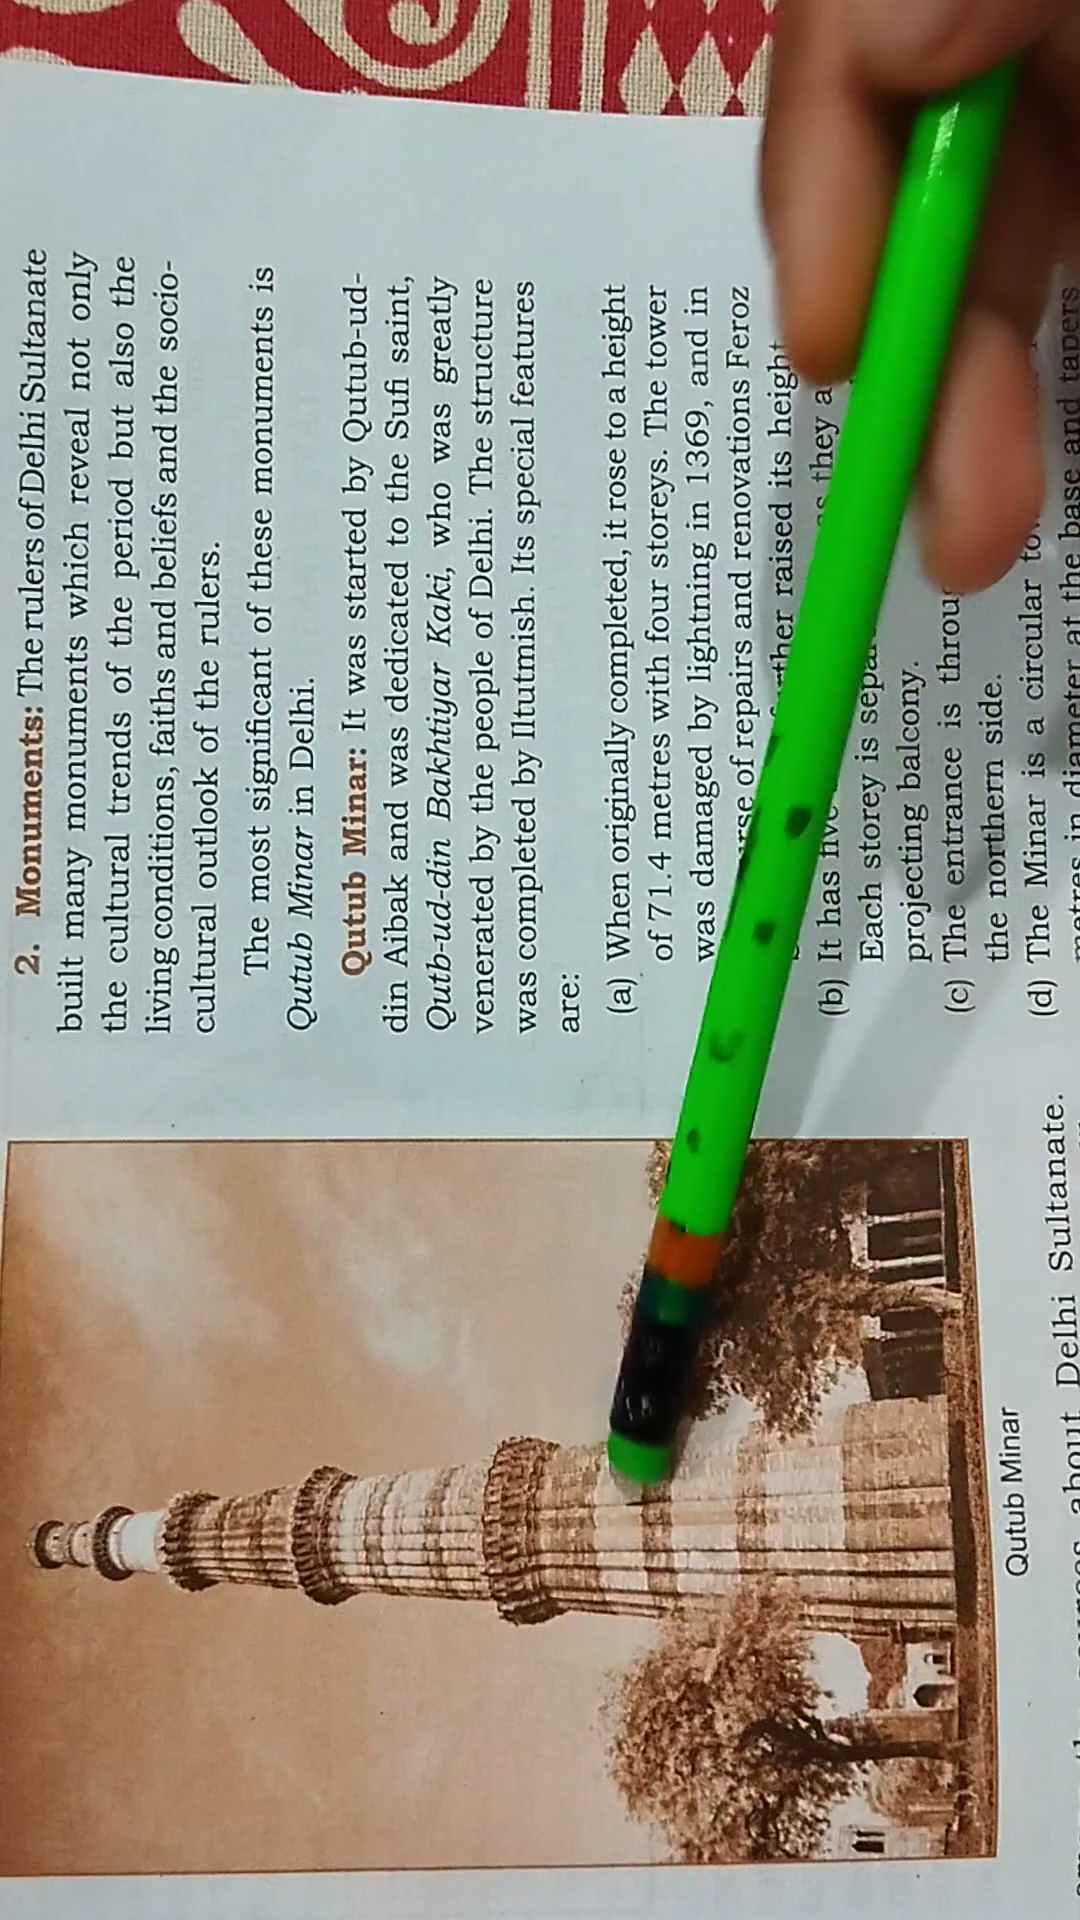 2. Monuments: The rulers of Delhi Sultanate
built many monuments which reveal not only
the cultural trends of the period but also the
living conditions, faiths and beliefs and the socio-
cultural outlook of the rulers.
The most significant of these monuments is
Qutub Minar in Delhi.
Qutub Minar: It was started by Qutub-ud-
din Aibak and was dedicated to the Sufi saint,
Qutb-ud-din Bakhtiyar Kaki, who was greatly
venerated by the people of Delhi. The structure
was completed by Iltutmish. Its special features
are:
(a) When originally completed, it rose to a height
of 71.4 metres with four storeys. The tower
was damaged by lightning in 1369, and in
of repairs and renovations Feroz
raised its height
(b) It has they
Each storey is
projecting balcony.
(c) The entrance is
the northern side.
(d) The Minar is a circular
metres in diameter at the base and tapers
Qutub Minar
about Delhi Sultanate.